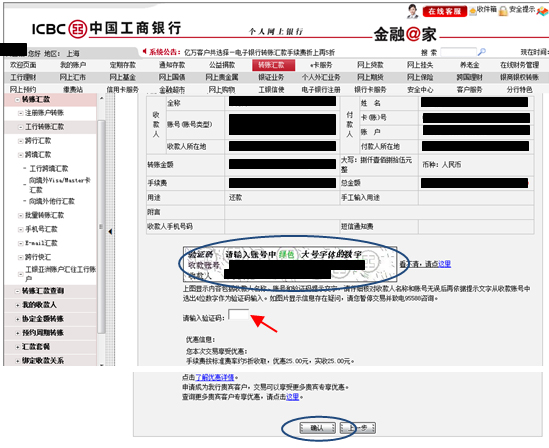 在线客服 收件箱 安全提示
ICBC 中国工商银行 个人网上银行 金融@家
您好 地区: 上海 系统公告: 亿万客户共选择-电子银行转账汇款手续费折上再5折 搜索 现在时间:
欢迎页面 我的账户 定期存款 通知存款 公益捐款 转账汇款 e卡服务 网上贷款 网上挂失 养老金 在线财务管理
工行理财 网上汇市 网上基金 网上国债 网上贵金属 银证业务 个人外汇业务 网上期货 网上保险 跨国理财 银商银权转账
网上预约 缴费站 信用卡服务 金融超市 网上购物 工银信使 电子银行注册 银行卡服务 安全中心 客户服务 分行特色
转账汇款
注册账户转账
工行转账汇款
跨行汇款
跨境汇款
工行跨境汇款
向境外Visa/Master卡汇款
向境外他行汇款
批量转账汇款
手机号汇款
E-mail汇款
跨行快汇
工银亚洲账户汇往工行账户
转账汇款查询
我的收款人
协定金额转账
预约周期转账
汇款套餐
绑定收款关系
收款人 全称 付款人 姓名
账号(账号类型) 卡(账)号
账户
收款人所在地 付款人所在地
转账金额 大写: 捌仟壹佰捌拾伍元整 币种: 人民币
手续费 总金额
用途 还款 手工输入用途
附言
收款人手机号码 短信通知费
验证码 请输入账号中 绿色 大号字体的数字
收款账号
收款人
看不清,请点这里
上图显示内容包括收款人名称、账号和验证码提示文字,请仔细核对收款人名称和账号无误后再依据提示文字从收款账号中
选出4位数字作为验证码输入。如图片显示信息存在疑问,请您暂停交易并致电95588咨询。
请输入验证码:
优惠信息:
您本次交易享受优惠:
手续费按标准费率约5折收取,优惠25.00元,实收25.00元。
点击了解优惠详情。
申请成为我行贵宾客户,交易可以享受更多贵宾专享优惠。
查询更多贵宾客户专享优惠,请点击这里。
确认 上一步